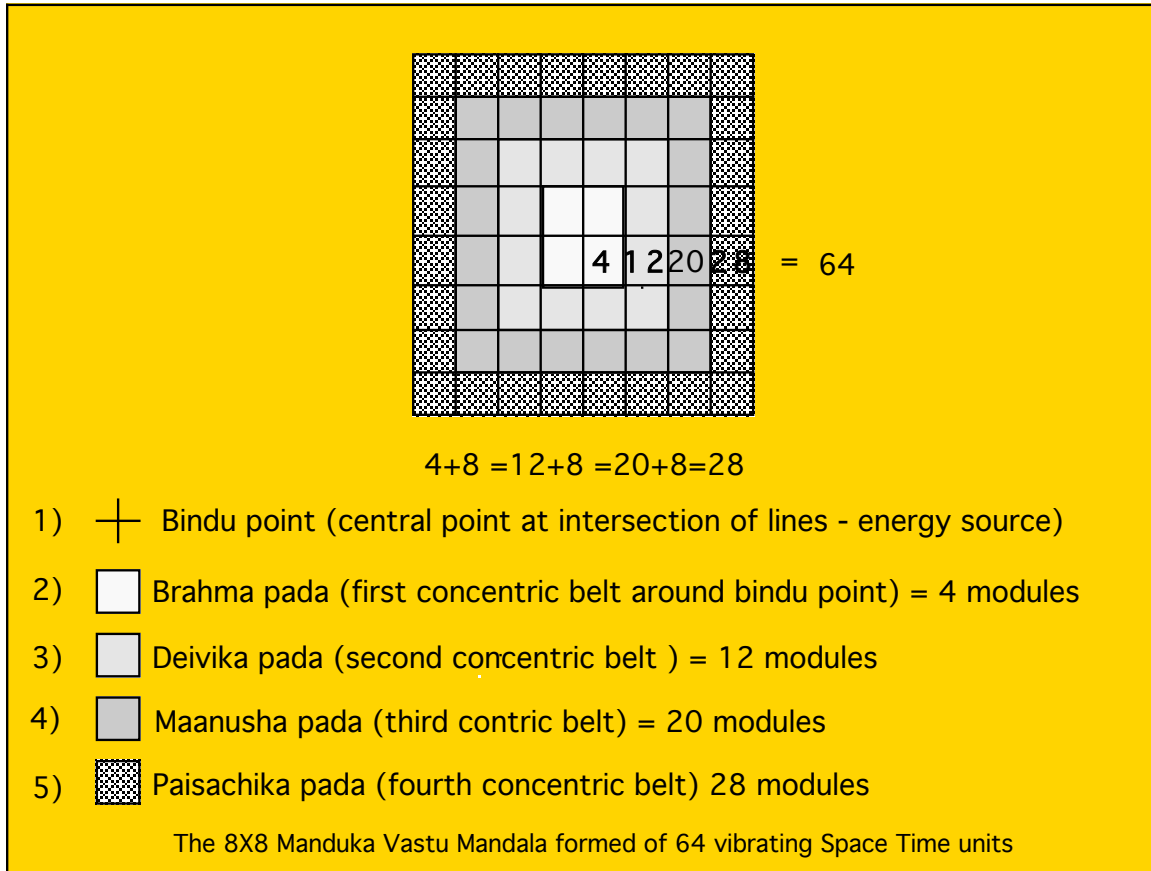 4 12 20 28 = 64
4+8 =12+8 =20+8=28
1) Bindu point (central point at intersection of lines - energy source)
2) Brahma pada (first concentric belt around bindu point) = 4 modules
3) Deivika pada (second concentric belt ) = 12 modules
4) Maanusha pada (third contric belt) = 20 modules
5) Paisachika pada (fourth concentric belt) 28 modules
The 8X8 Manduka Vastu Mandala formed of 64 vibrating Space Time units